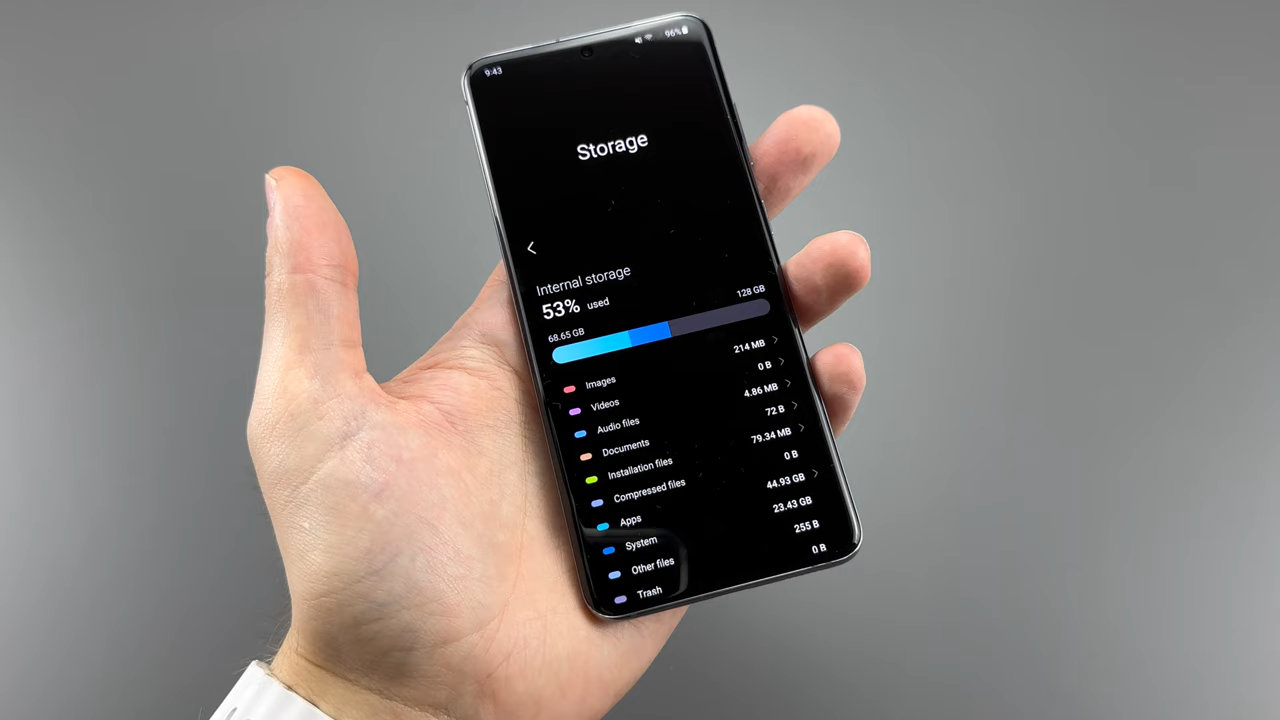 9:43 96%
Storage
Internal storage
53% used
68.65 GB 128 GB
Images 214 MB
Videos 0 B
Audio files 4.86 MB
Documents 72 B
Installation files 79.34 MB
Compressed files 0 B
Apps 44.93 GB
System 23.43 GB
Other files 255 B
Trash 0 B